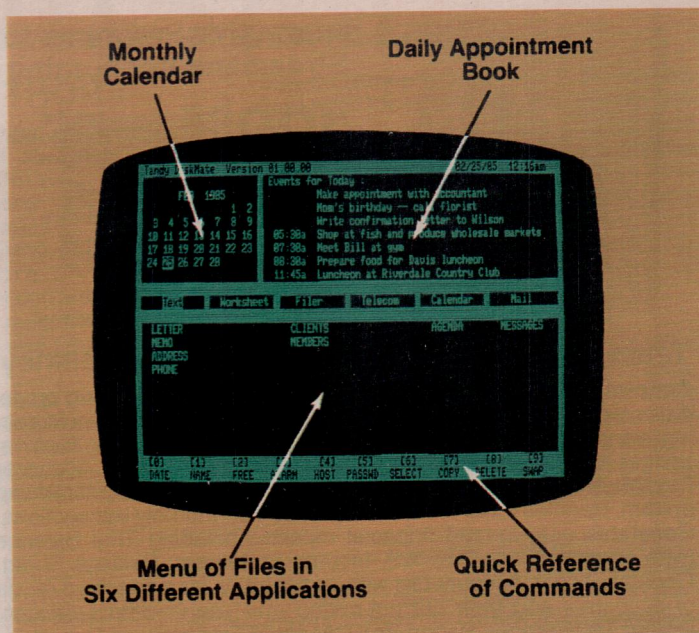 Monthly
Calendar
Daily Appointment
Book
Tandy DeskMate Version 01.00.00 02/25/85 12:16am
FEB 1985
1 2
3 4 5 6 7 8 9
10 11 12 13 14 15 16
17 18 19 20 21 22 23
24 25 26 27 28
Events for Today :
Make appointment with accountant
Mom's birthday -- call florist
Write confirmation letter to Wilson
05:30a Shop at fish and produce wholesale markets
07:30a Meet Bill at gym
08:30a Prepare food for Davis luncheon
11:45a Luncheon at Riverdale Country Club
Text Worksheet Filer Telecom Calendar Mail
LETTER CLIENTS AGENDA MESSAGES
MEMO MEMBERS
ADDRESS
PHONE
[0] [1] [2] [3] [4] [5] [6] [7] [8] [9]
DATE NAME FREE ALARM HOST PASSWD SELECT COPY DELETE SWAP
Menu of Files in
Six Different Applications
Quick Reference
of Commands